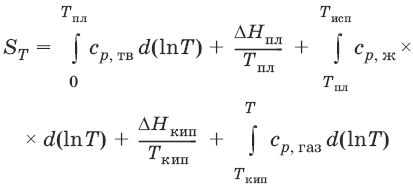 S_T = ∫_0^{T_пл} c_{p, тв} d(lnT) + ΔH_пл / T_пл + ∫_{T_пл}^{T_исп} c_{p, ж} ×
× d(lnT) + ΔH_кип / T_кип + ∫_{T_кип}^{T} c_{p, газ} d(lnT)